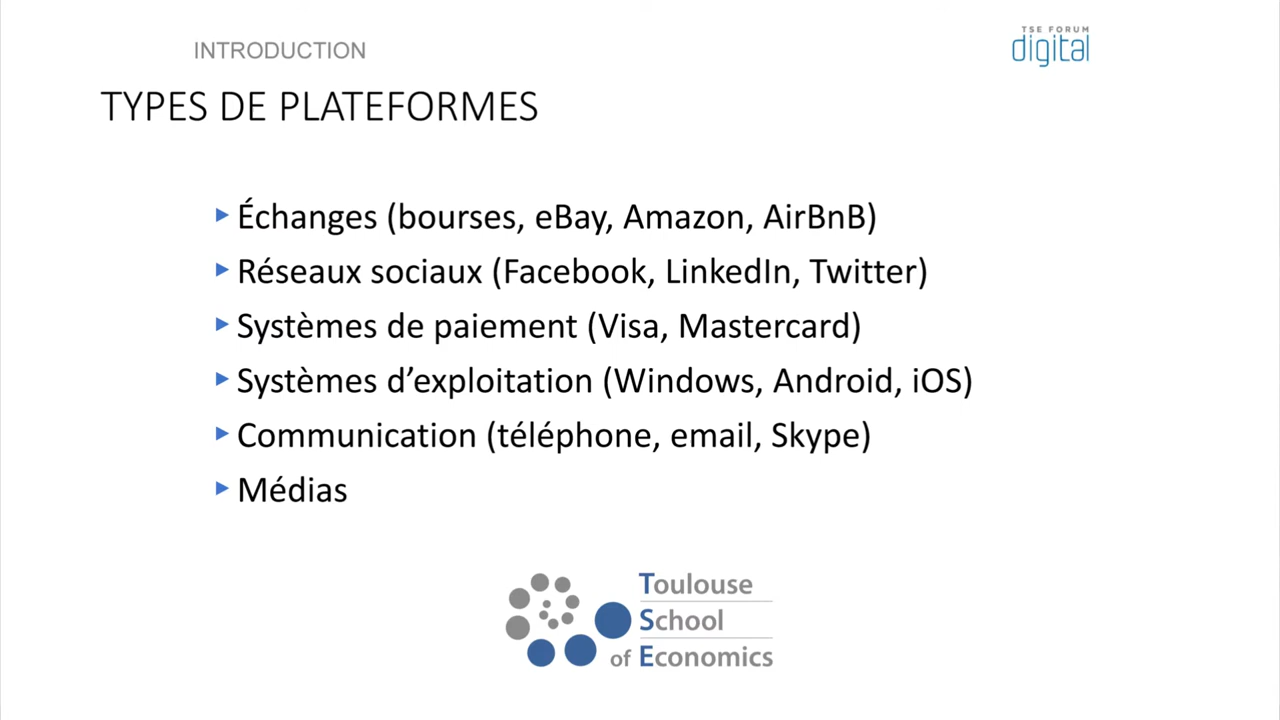 INTRODUCTION
TSE FORUM
digital
TYPES DE PLATEFORMES
Échanges (bourses, eBay, Amazon, AirBnB)
Réseaux sociaux (Facebook, LinkedIn, Twitter)
Systèmes de paiement (Visa, Mastercard)
Systèmes d’exploitation (Windows, Android, iOS)
Communication (téléphone, email, Skype)
Médias
Toulouse
School
of Economics